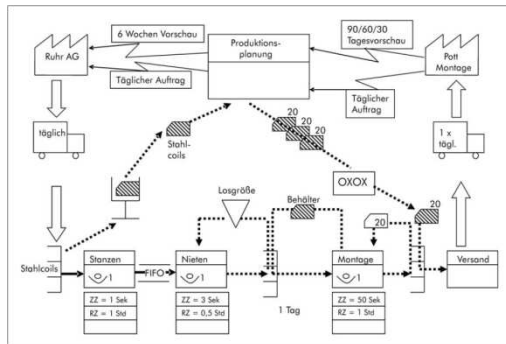 6 Wochen Vorschau
90/60/30
Tagesvorschau
Ruhr AG
Produktions-
planung
Pott
Montage
Täglicher Auftrag
Täglicher
Auftrag
täglich
Stahl-
coils
20
20
20
1 x
tägl.
OXOX
Losgröße
Behälter
20
20
Stahlcoils
Stanzen
1
FIFO
Nieten
1
Montage
1
Versand
ZZ = 1 Sek
RZ = 1 Std
ZZ = 3 Sek
RZ = 0,5 Std
1 Tag
ZZ = 50 Sek
RZ = 1 Std